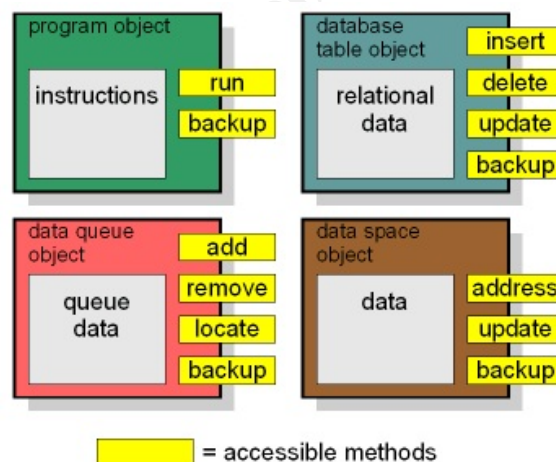 program object
instructions
run
backup
database
table object
relational
data
insert
delete
update
backup
data queue
object
queue
data
add
remove
locate
backup
data space
object
data
address
update
backup
= accessible methods